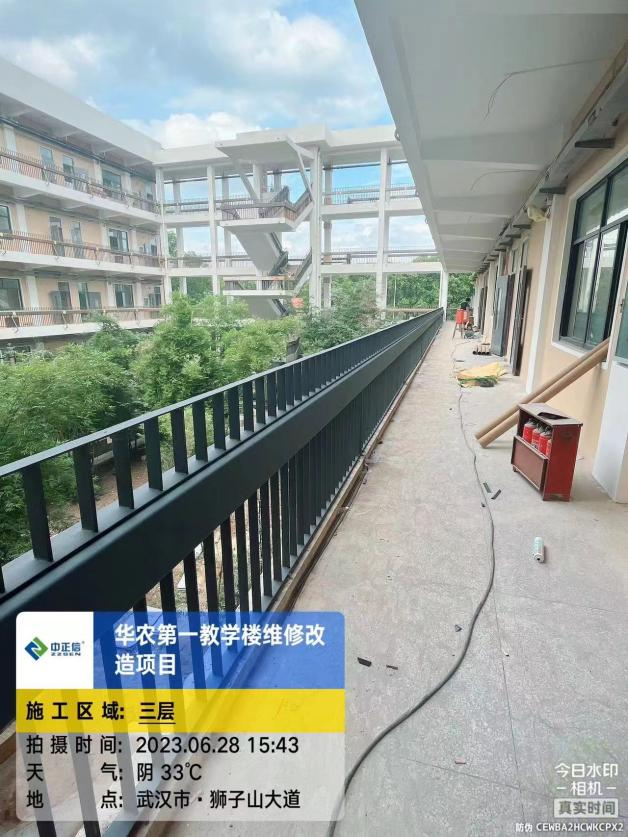 中正信®
ZZSEN
华农第一教学楼维修改
造项目
施工区域: 三层
拍摄时间: 2023.06.28 15:43
天气: 阴 33℃
地点: 武汉市·狮子山大道
今日水印
-相机-
真实时间
防伪 CEWBA2HCWKCPX2